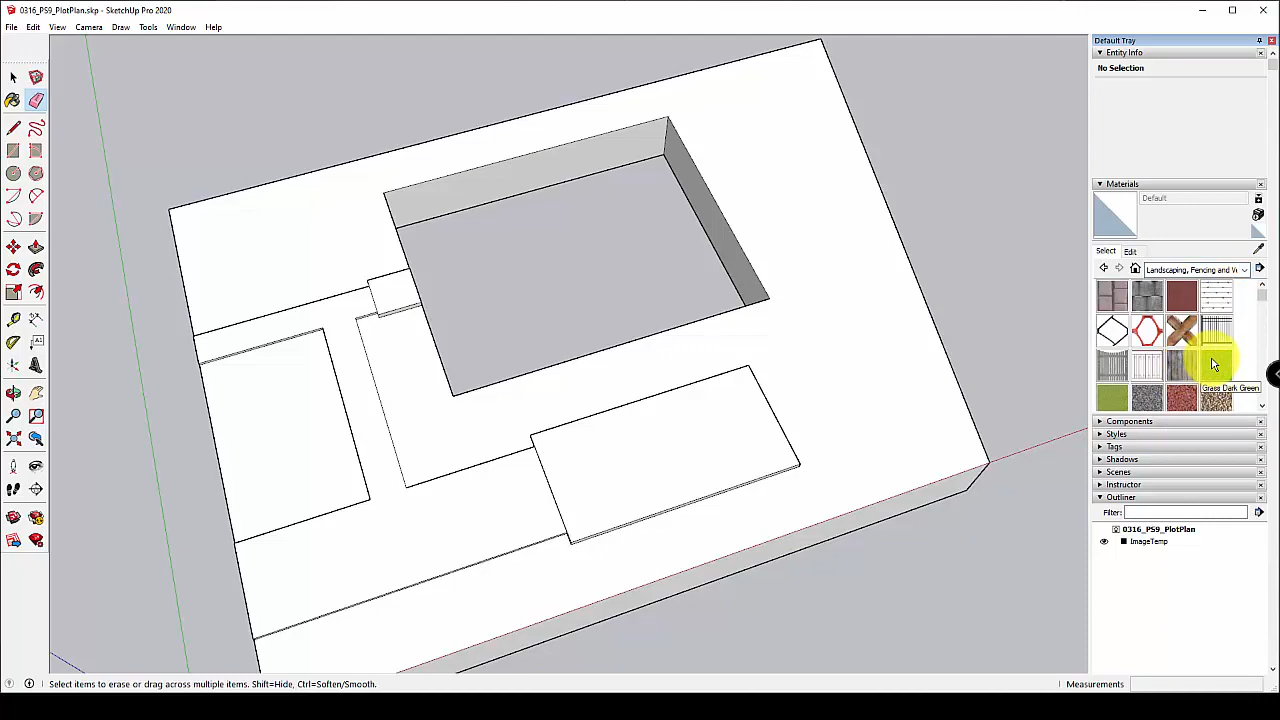 0316_PS9_PlotPlan.skp - SketchUp Pro 2020
File Edit View Camera Draw Tools Window Help
Default Tray
Entity Info
No Selection
Materials
Default
Select Edit
Landscaping, Fencing and V
Grass Dark Green
Components
Styles
Tags
Shadows
Scenes
Instructor
Outliner
Filter:
0316_PS9_PlotPlan
ImageTemp
Select items to erase or drag across multiple items. Shift=Hide, Ctrl=Soften/Smooth.
Measurements